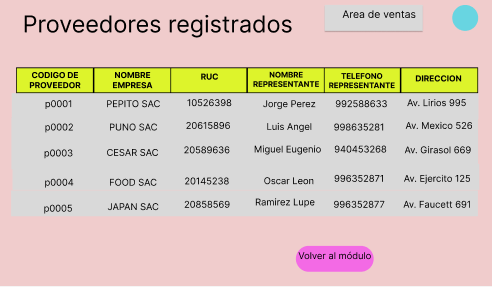 Proveedores registrados
Area de ventas
CODIGO DE PROVEEDOR NOMBRE EMPRESA RUC NOMBRE REPRESENTANTE TELEFONO REPRESENTANTE DIRECCION
p0001 PEPITO SAC 10526398 Jorge Perez 992588633 Av. Lirios 995
p0002 PUNO SAC 20615896 Luis Angel 998635281 Av. Mexico 526
p0003 CESAR SAC 20589636 Miguel Eugenio 940453268 Av. Girasol 669
p0004 FOOD SAC 20145238 Oscar Leon 996352871 Av. Ejercito 125
p0005 JAPAN SAC 20858569 Ramírez Lupe 996352877 Av. Faucett 691
Volver al módulo